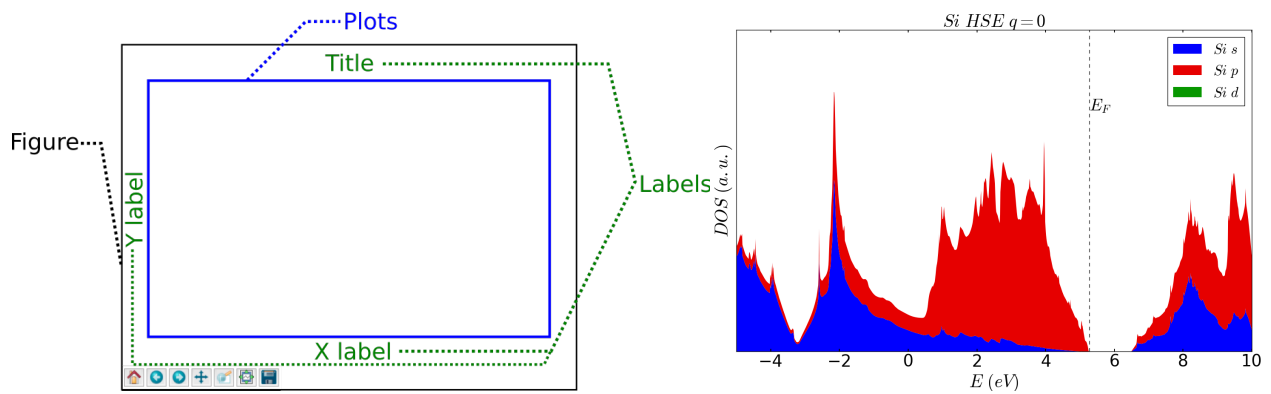 Plots
Title
Figure
Y label
Labels
X label
Si HSE q = 0
Si s
Si p
Si d
E_F
DOS (a.u.)
−4 −2 0 2 4 6 8 10
E (eV)